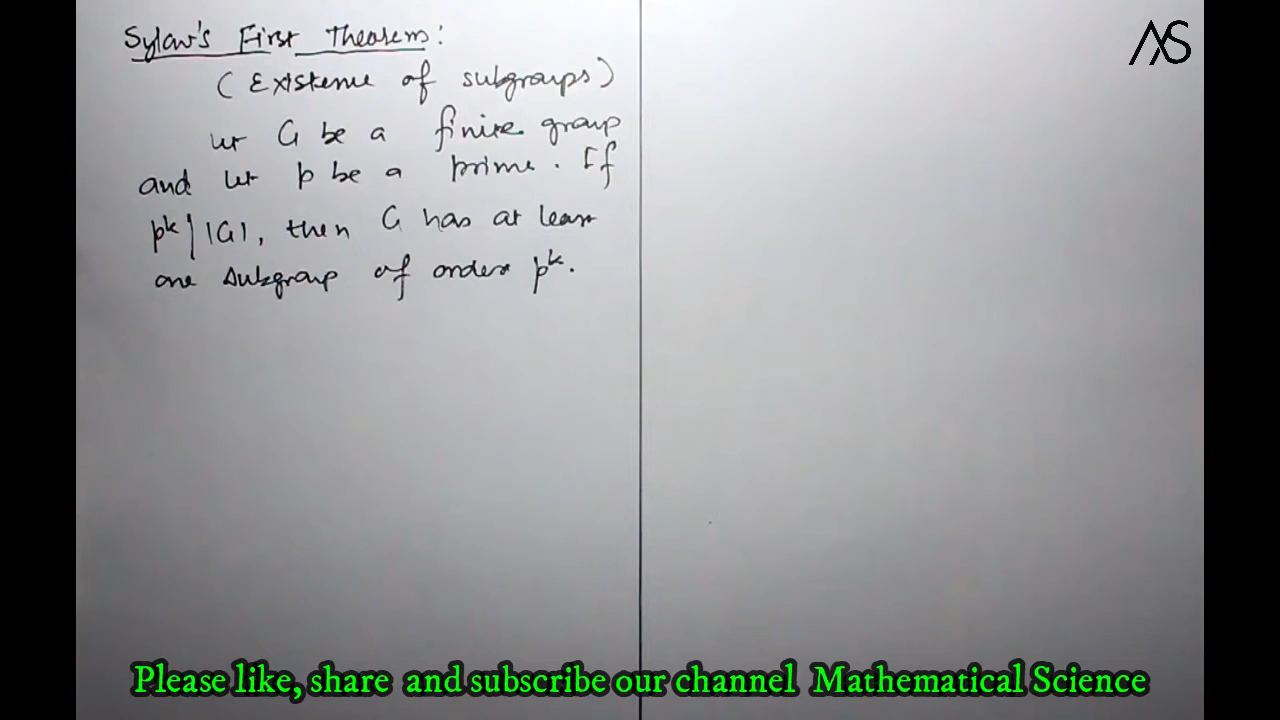 Sylow's First Theorem:
(Existence of subgroups)
let G be a finite group
and let p be a prime. If
p^k | |G|, then G has at least
one subgroup of order p^k.
AS
Please like, share and subscribe our channel Mathematical Science